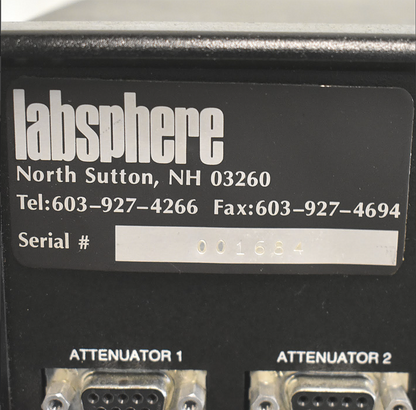 labsphere
North Sutton, NH 03260
Tel:603-927-4266 Fax:603-927-4694
Serial #
001684
ATTENUATOR 1 ATTENUATOR 2